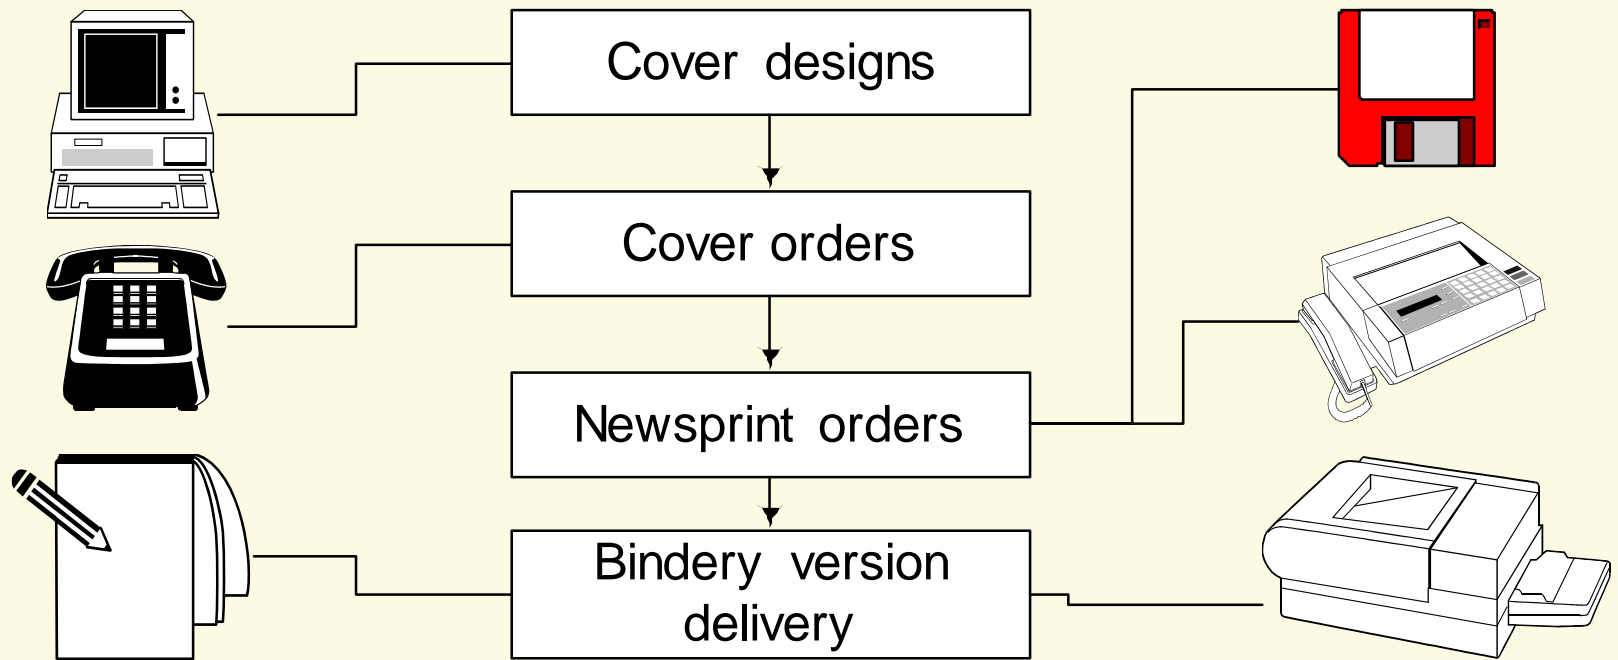 Cover designs
Cover orders
Newsprint orders
Bindery version
delivery